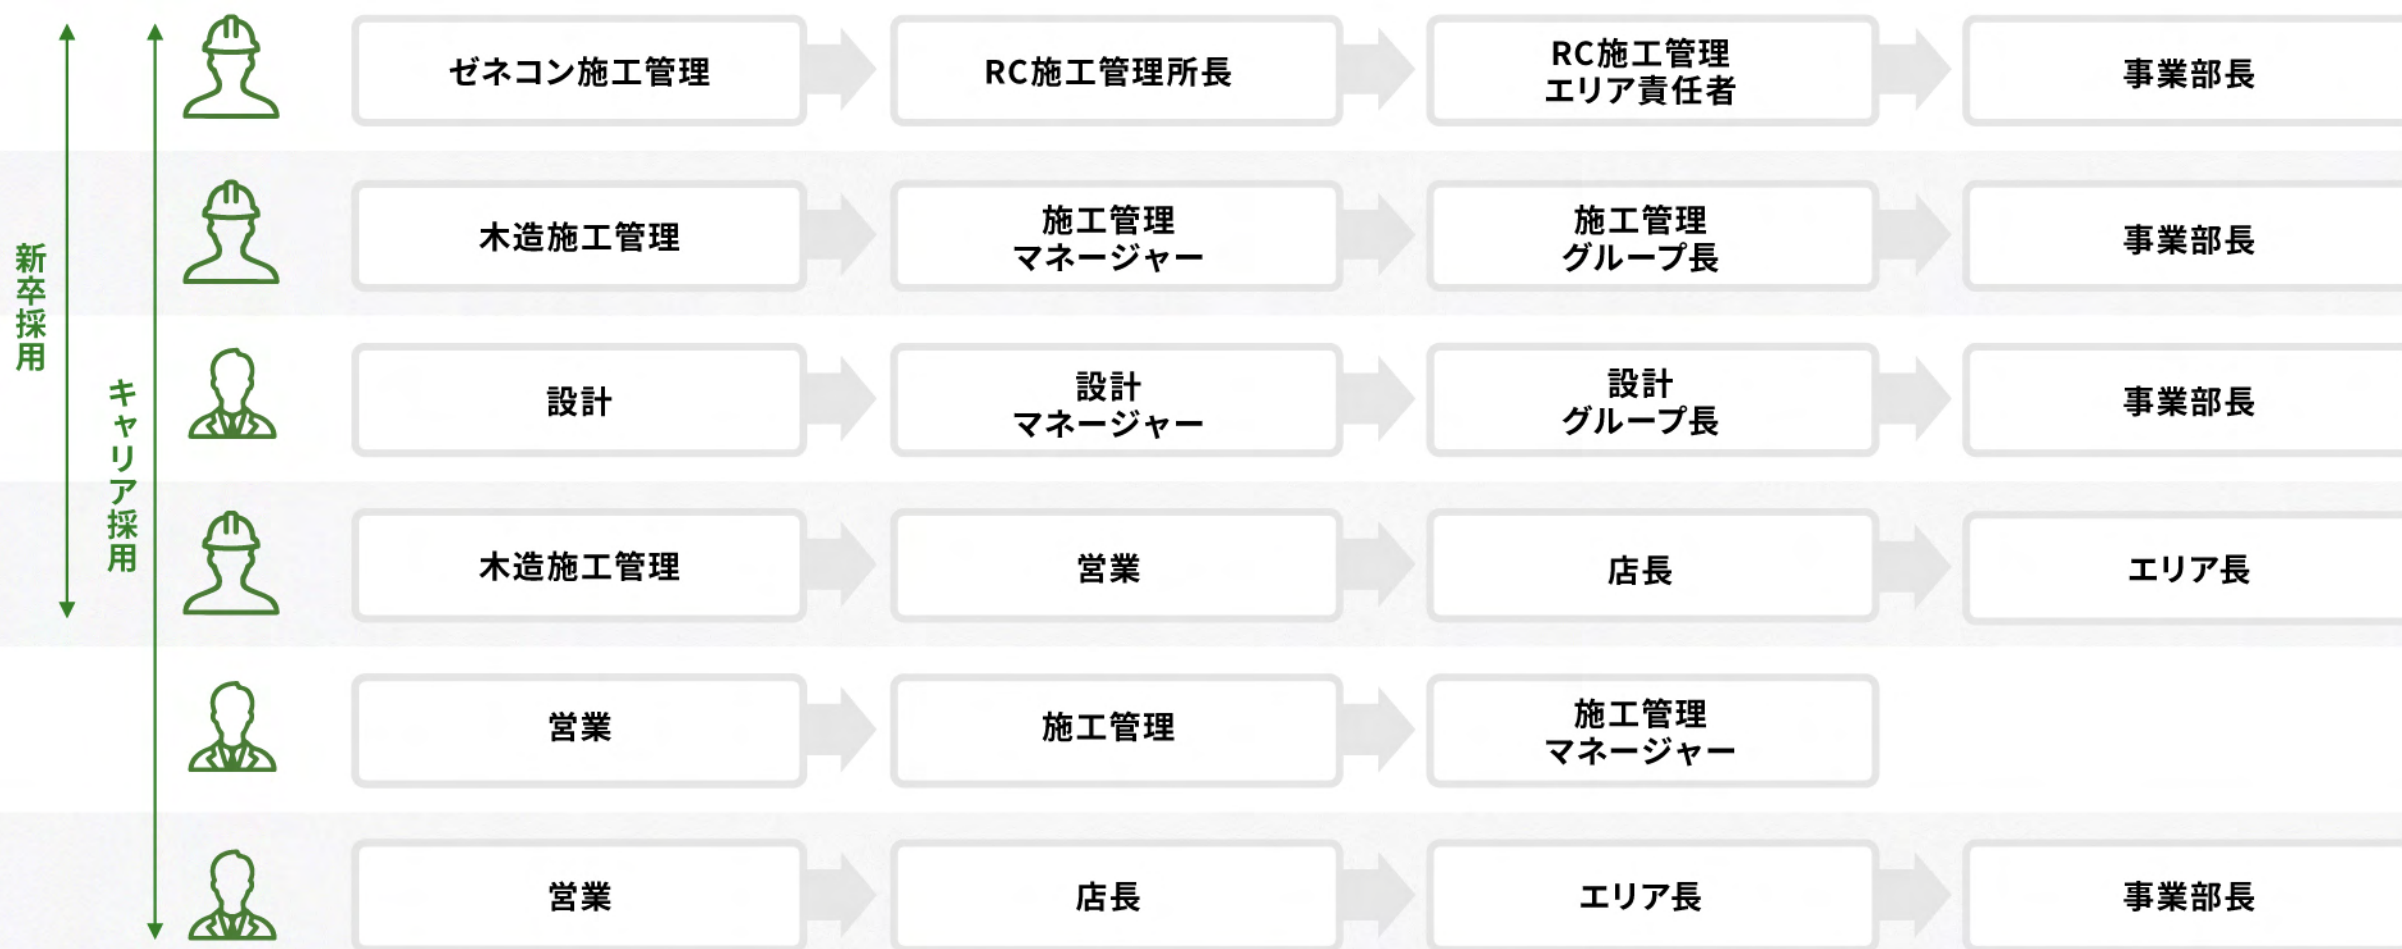 新卒採用
キャリア採用
ゼネコン施工管理
RC施工管理所長
RC施工管理
エリア責任者
事業部長
木造施工管理
施工管理
マネージャー
施工管理
グループ長
事業部長
設計
設計
マネージャー
設計
グループ長
事業部長
木造施工管理
営業
店長
エリア長
営業
施工管理
施工管理
マネージャー
営業
店長
エリア長
事業部長